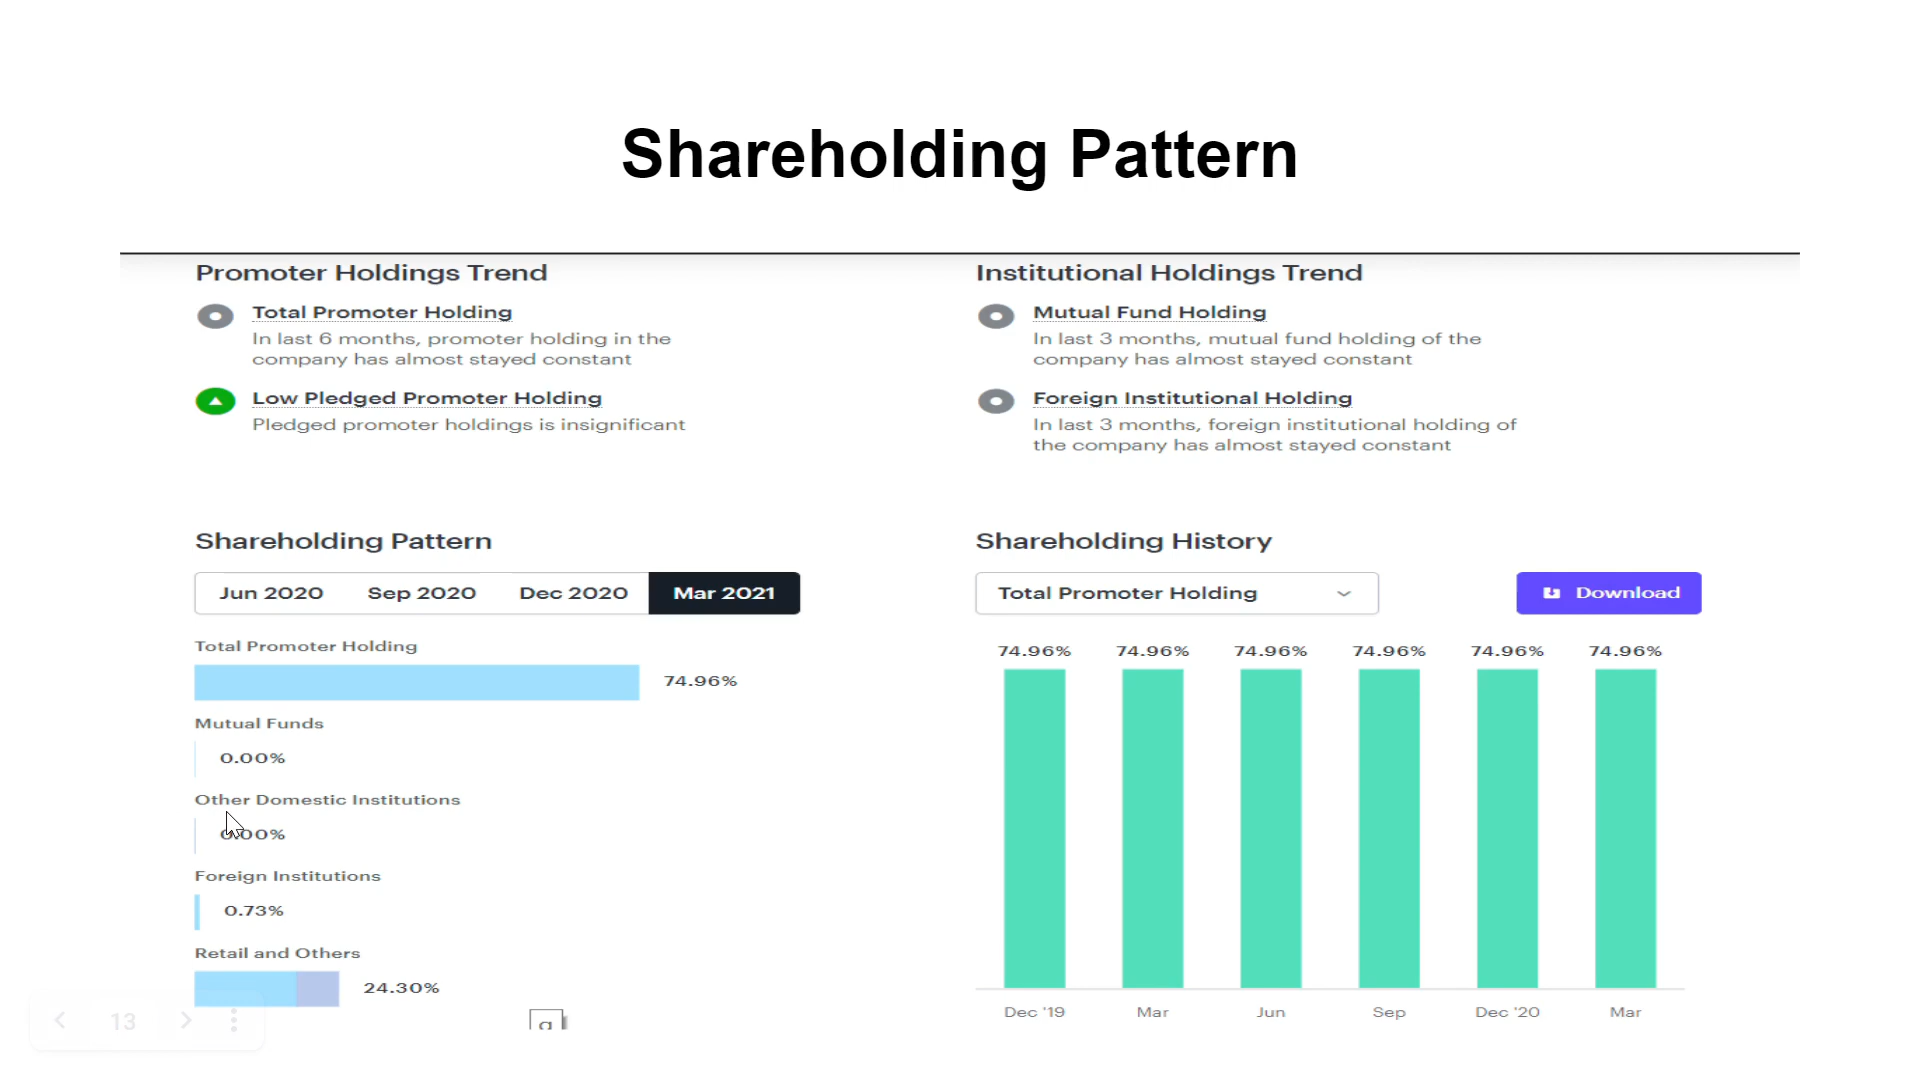 Shareholding Pattern
Promoter Holdings Trend
Total Promoter Holding
In last 6 months, promoter holding in the
company has almost stayed constant
Low Pledged Promoter Holding
Pledged promoter holdings is insignificant
Institutional Holdings Trend
Mutual Fund Holding
In last 3 months, mutual fund holding of the
company has almost stayed constant
Foreign Institutional Holding
In last 3 months, foreign institutional holding of
the company has almost stayed constant
Shareholding Pattern
Jun 2020 Sep 2020 Dec 2020 Mar 2021
Total Promoter Holding
74.96%
Mutual Funds
0.00%
Other Domestic Institutions
0.00%
Foreign Institutions
0.73%
Retail and Others
24.30%
Shareholding History
Total Promoter Holding
Download
74.96% 74.96% 74.96% 74.96% 74.96% 74.96%
Dec '19 Mar Jun Sep Dec '20 Mar
13